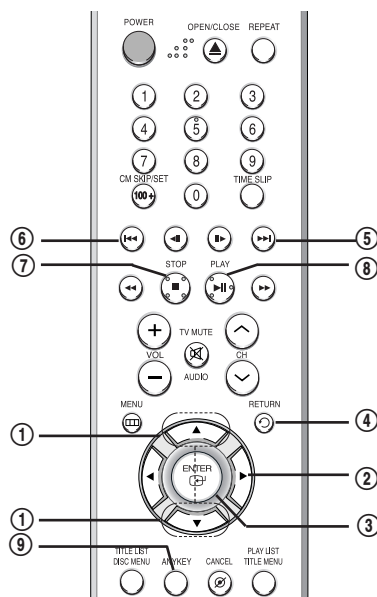 POWER
OPEN/CLOSE REPEAT
1 2 3
4 5 6
7 8 9
CM SKIP/SET TIME SLIP
100+ 0
⑥ ⑤
STOP PLAY
⑦ ⑧
+
TV MUTE
VOL CH
−
AUDIO
MENU RETURN
④
①
ENTER
②
③
①
⑨
TITLE LIST PLAY LIST
DISC MENU ANYKEY CANCEL TITLE MENU